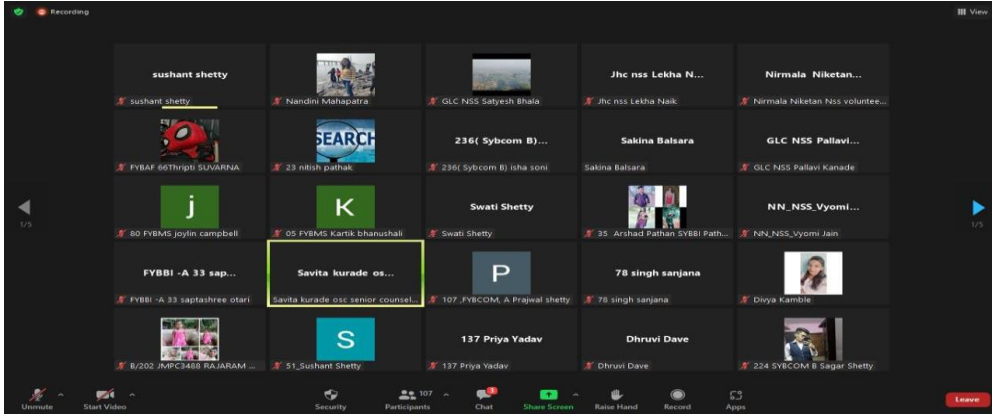 Recording
View
sushant shetty
sushant shetty
Nandini Mahapatra
GLC NSS Satyesh Bhala
Jhc nss Lekha N...
Jhc nss Lekha Naik
Nirmala Niketan...
Nirmala Niketan Nss voluntee...
FYBAF 66Thripti SUVARNA
SEARCH
23 nitish pathak
236( Sybcom B)...
236( Sybcom B) isha soni
Sakina Balsara
Sakina Balsara
GLC NSS Pallavi...
GLC NSS Pallavi Kanade
1/5
j
80 FYBMS joylin campbell
K
05 FYBMS Kartik bhanushali
Swati Shetty
Swati Shetty
35 Arshad Pathan SYBBI Path...
NN_NSS_Vyomi...
NN_NSS_Vyomi Jain
1/5
FYBBI -A 33 sap...
FYBBI -A 33 saptashree otari
Savita kurade os...
Savita kurade osc senior counsel...
P
107 ,FYBCOM, A Prajwal shetty
78 singh sanjana
78 singh sanjana
Divya Kamble
B/202 JMPC3488 RAJARAM ...
S
51_Sushant Shetty
137 Priya Yadav
137 Priya Yadav
Dhruvi Dave
Dhruvi Dave
224 SYBCOM B Sagar Shetty
Unmute
Start Video
Security
Participants
107
Chat
3
Share Screen
Raise Hand
Record
Apps
Leave